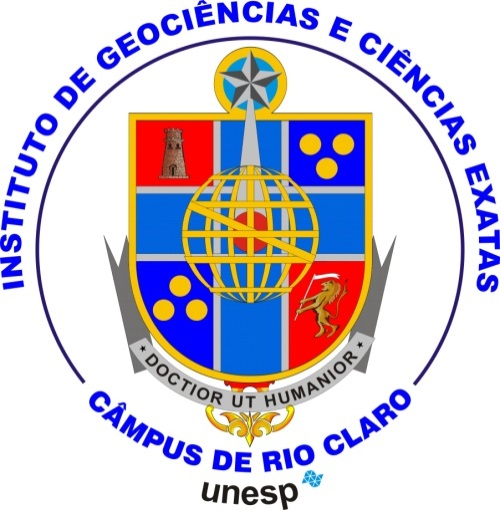 INSTITUTO DE GEOCIÊNCIAS E CIÊNCIAS EXATAS
DOCTIOR UT HUMANIOR
CÂMPUS DE RIO CLARO
unesp